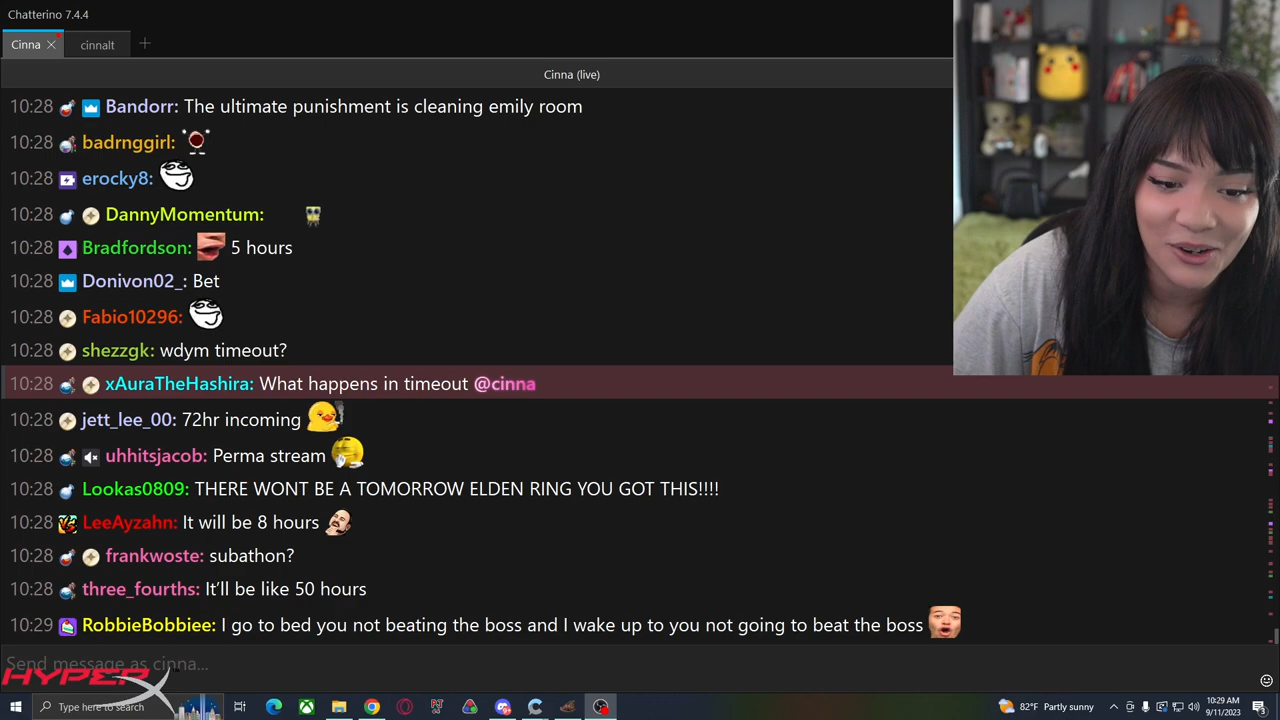 Chatterino 7.4.4
Cinna
cinnalt
Cinna (live)
10:28 Bandorr: The ultimate punishment is cleaning emily room
10:28 badrnggirl:
10:28 erocky8:
10:28 DannyMomentum:
10:28 Bradfordson: 5 hours
10:28 Donivon02_: Bet
10:28 Fabio10296:
10:28 shezzgk: wdym timeout?
10:28 xAuraTheHashira: What happens in timeout @cinna
10:28 jett_lee_00: 72hr incoming
10:28 uhhitsjacob: Perma stream
10:28 Lookas0809: THERE WONT BE A TOMORROW ELDEN RING YOU GOT THIS!!!!
10:28 LeeAyzahn: It will be 8 hours
10:28 frankwoste: subathon?
10:28 three_fourths: It’ll be like 50 hours
10:29 RobbieBobbiee: I go to bed you not beating the boss and I wake up to you not going to beat the boss
Send message as cinna...
HYPERX
Type here to search
82°F Partly sunny
10:29 AM
9/11/2023
3